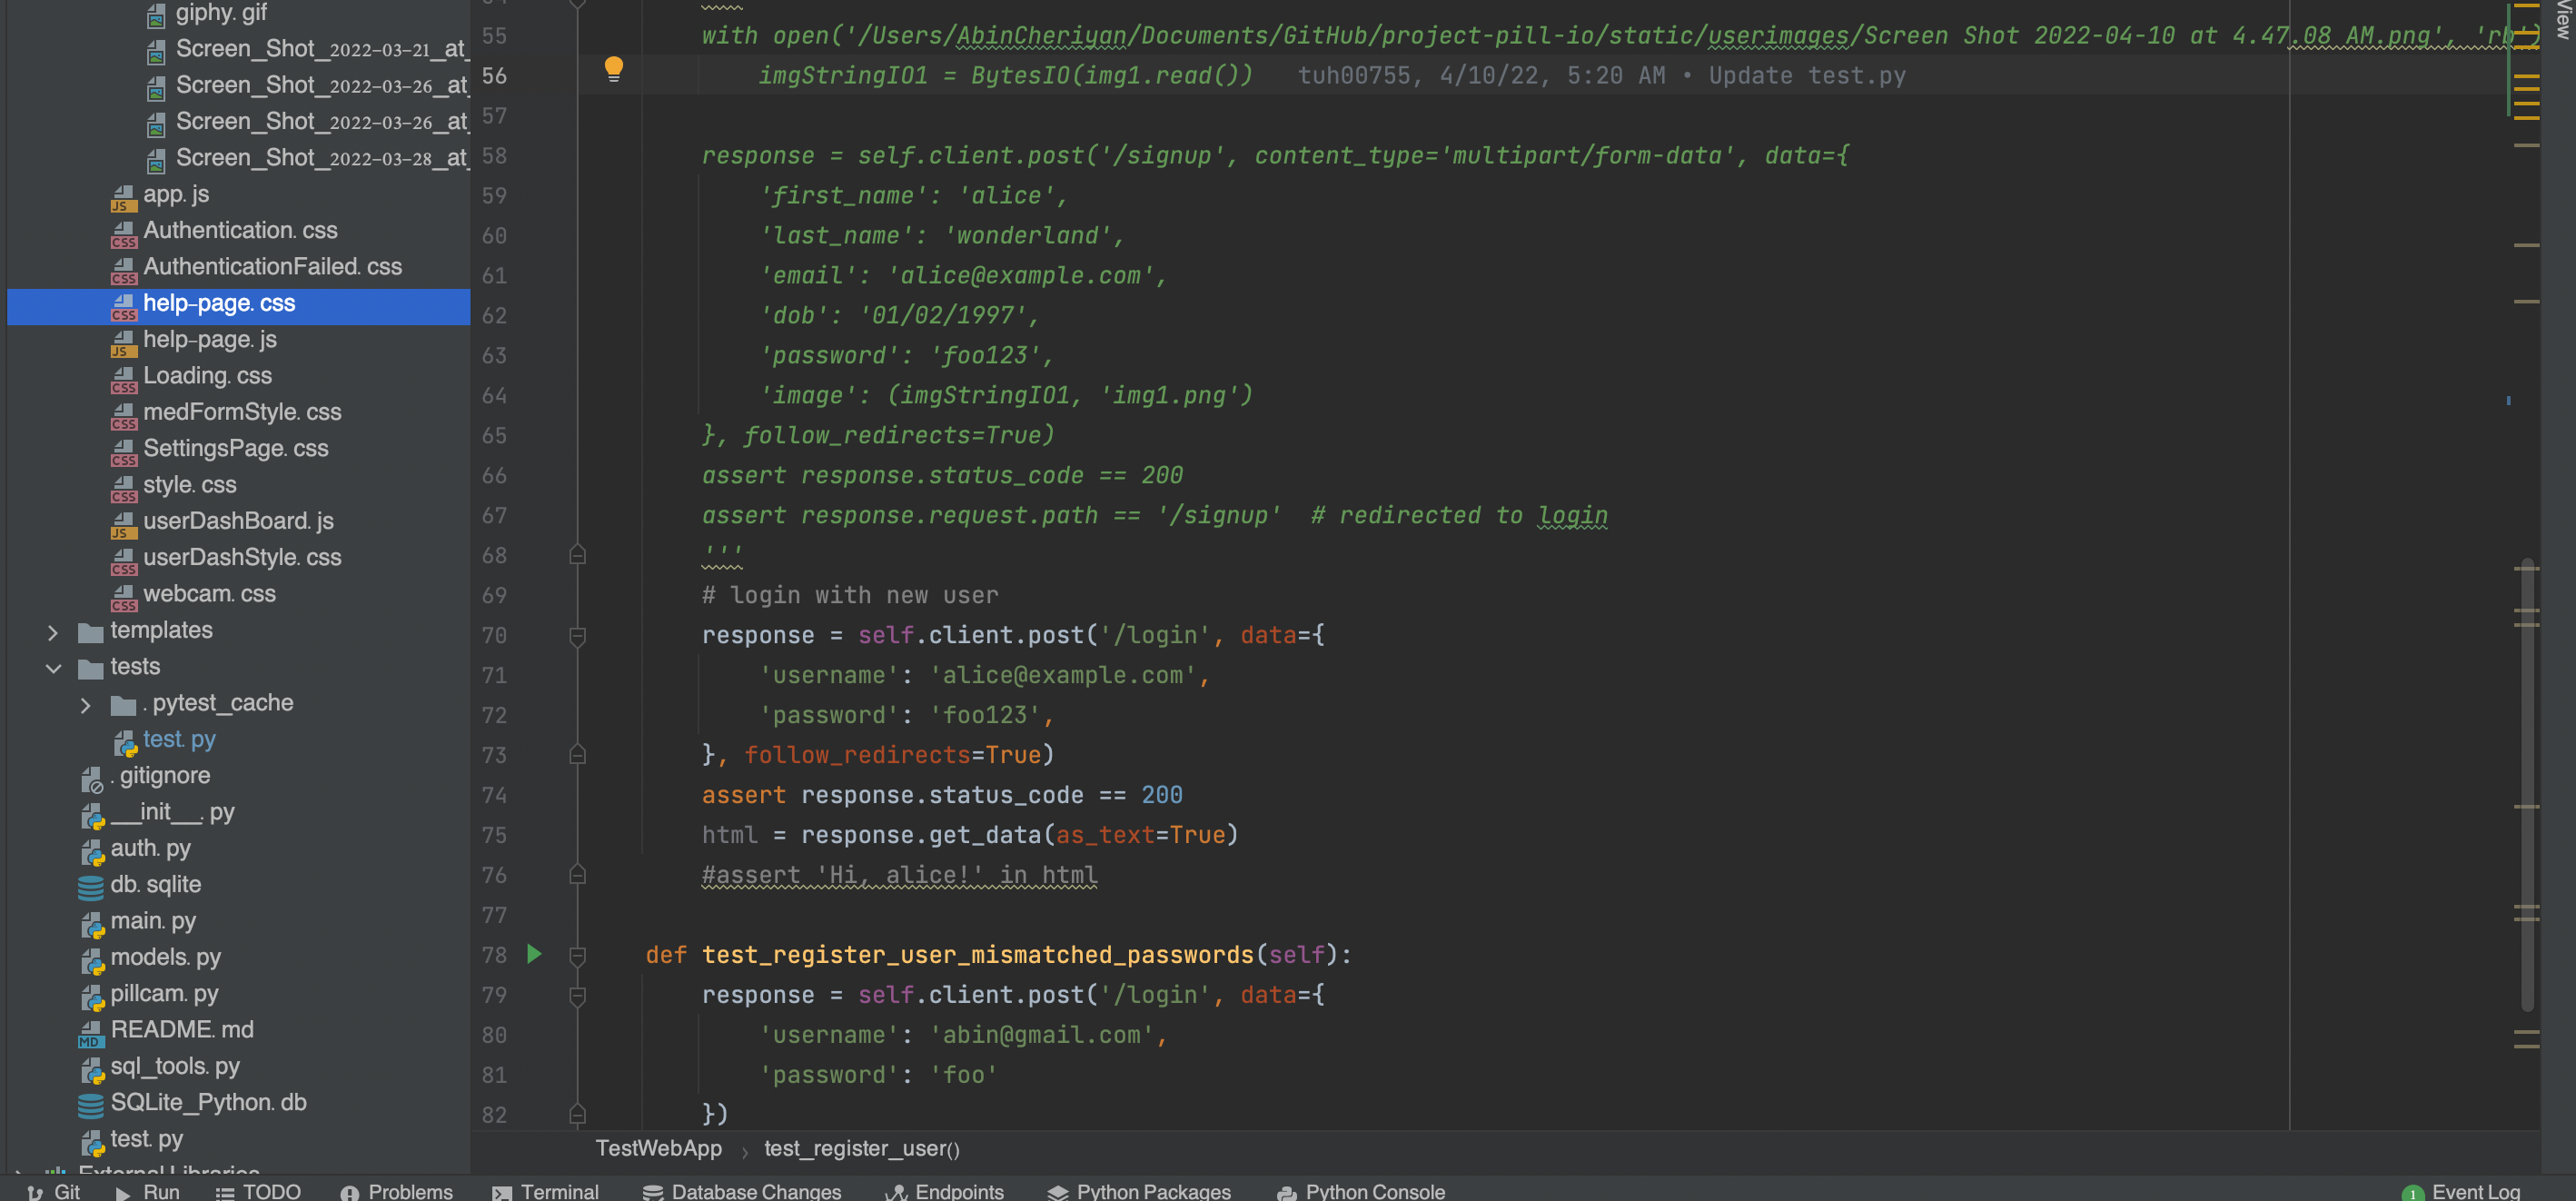 giphy.gif
Screen_Shot_2022-03-21_at_
Screen_Shot_2022-03-26_at_
Screen_Shot_2022-03-26_at_
Screen_Shot_2022-03-28_at_
app.js
Authentication.css
AuthenticationFailed.css
help-page.css
help-page.js
Loading.css
medFormStyle.css
SettingsPage.css
style.css
userDashBoard.js
userDashStyle.css
webcam.css
templates
tests
.pytest_cache
test.py
.gitignore
__init__.py
auth.py
db.sqlite
main.py
models.py
pillcam.py
README.md
sql_tools.py
SQLite_Python.db
test.py
External Libraries
55 with open('/Users/AbinCheriyan/Documents/GitHub/project-pill-io/static/userimages/Screen Shot 2022-04-10 at 4.47.08 AM.png', 'rb')
56 imgStringIO1 = BytesIO(img1.read()) tuh00755, 4/10/22, 5:20 AM • Update test.py
57
58 response = self.client.post('/signup', content_type='multipart/form-data', data={
59 'first_name': 'alice',
60 'last_name': 'wonderland',
61 'email': 'alice@example.com',
62 'dob': '01/02/1997',
63 'password': 'foo123',
64 'image': (imgStringIO1, 'img1.png')
65 }, follow_redirects=True)
66 assert response.status_code == 200
67 assert response.request.path == '/signup' # redirected to login
68 '''
69 # login with new user
70 response = self.client.post('/login', data={
71 'username': 'alice@example.com',
72 'password': 'foo123',
73 }, follow_redirects=True)
74 assert response.status_code == 200
75 html = response.get_data(as_text=True)
76 #assert 'Hi, alice!' in html
77
78 def test_register_user_mismatched_passwords(self):
79 response = self.client.post('/login', data={
80 'username': 'abin@gmail.com',
81 'password': 'foo'
82 })
TestWebApp › test_register_user()
View
Git Run TODO Problems Terminal Database Changes Endpoints Python Packages Python Console 1 Event Log